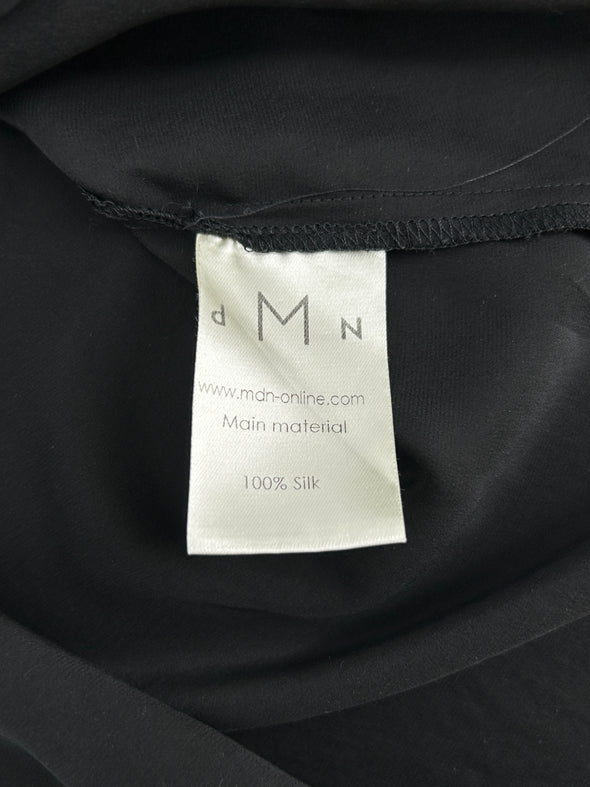 d M N
www.mdn-online.com
Main material
100% Silk